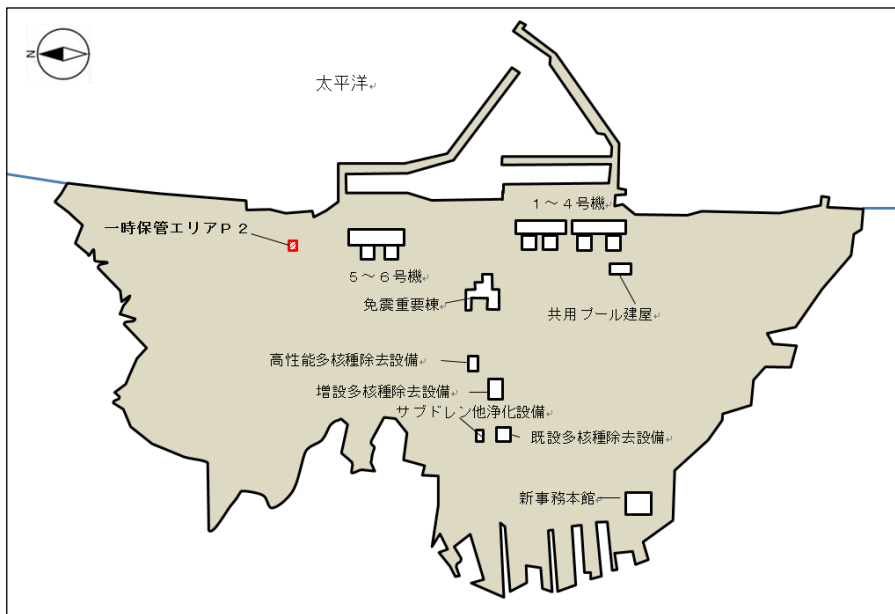 N
太平洋
1～4号機
一時保管エリアP2
5～6号機
免震重要棟
共用プール建屋
高性能多核種除去設備
増設多核種除去設備
サブドレン他浄化設備
既設多核種除去設備
新事務本館